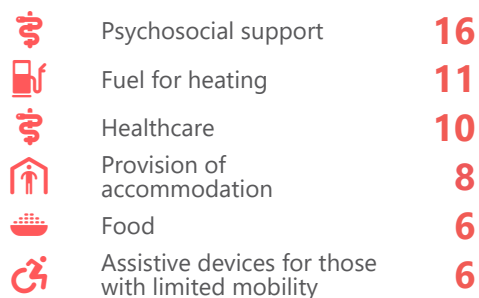 Psychosocial support 16
Fuel for heating 11
Healthcare 10
Provision of
accommodation 8
Food 6
Assistive devices for those
with limited mobility 6